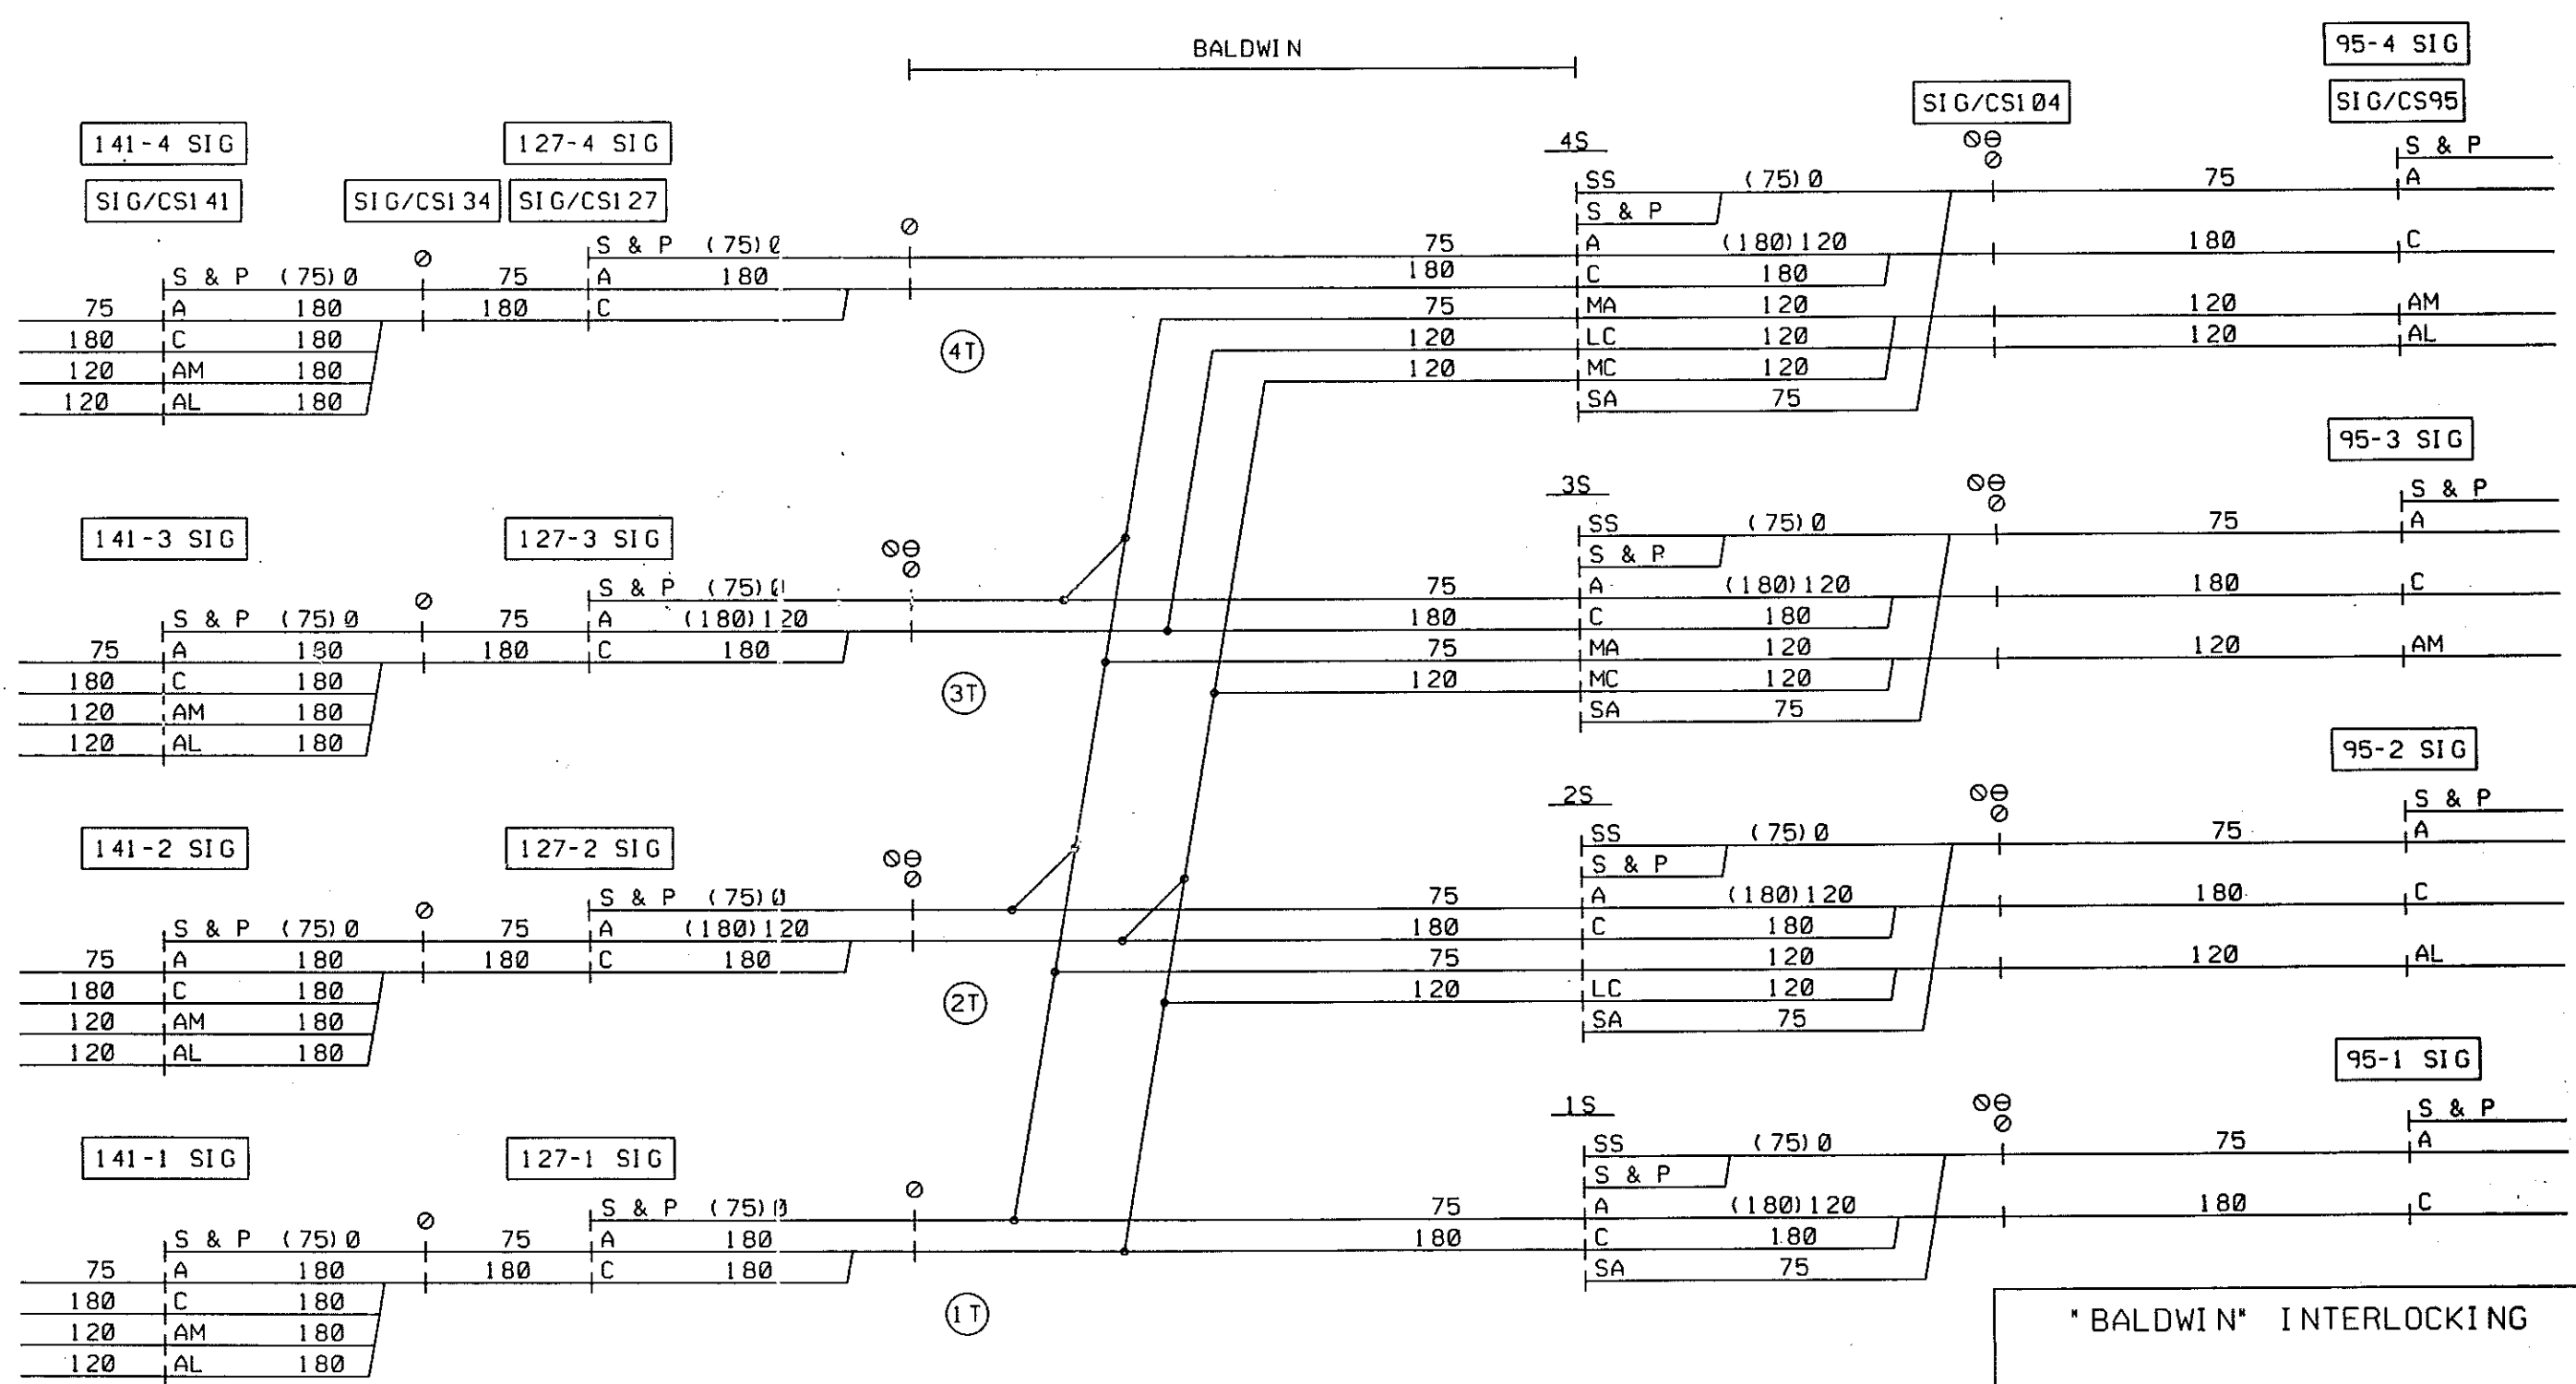 BALDWIN
95-4 SIG
SIG/CS104
SIG/CS95
141-4 SIG
127-4 SIG
SIG/CS141
SIG/CS134
SIG/CS127
4S
S & P
SS (75)0 75 A
S & P
S & P (75)0 75 A (180)120 180 C
S & P (75)0 75 A 180 180 C 180
75 A 180 180 C 75 MA 120 120 AM
180 C 180 120 LC 120 120 AL
120 AM 180 4T 120 MC 120
120 AL 180 SA 75
95-3 SIG
3S
S & P
141-3 SIG
127-3 SIG
SS (75)0 75 A
S & P
S & P (75)0 75 A (180)120 180 C
S & P (75)0 75 A (180)120 180 C 180
75 A 180 180 C 180 75 MA 120 120 AM
180 C 180 120 MC 120
120 AM 180 3T SA 75
120 AL 180
95-2 SIG
2S
S & P
141-2 SIG
127-2 SIG
SS (75)0 75 A
S & P
S & P (75)0 75 A (180)120 180 C
S & P (75)0 75 A (180)120 180 C 180
75 A 180 180 C 180 75 120 120 AL
180 C 180 120 LC 120
120 AM 180 2T SA 75
120 AL 180
95-1 SIG
1S
S & P
141-1 SIG
127-1 SIG
SS (75)0 75 A
S & P
S & P (75)0 75 A (180)120 180 C
S & P (75)0 75 A 180 180 C 180
75 A 180 180 C 180 SA 75
180 C 180
120 AM 180 1T
120 AL 180
"BALDWIN" INTERLOCKING